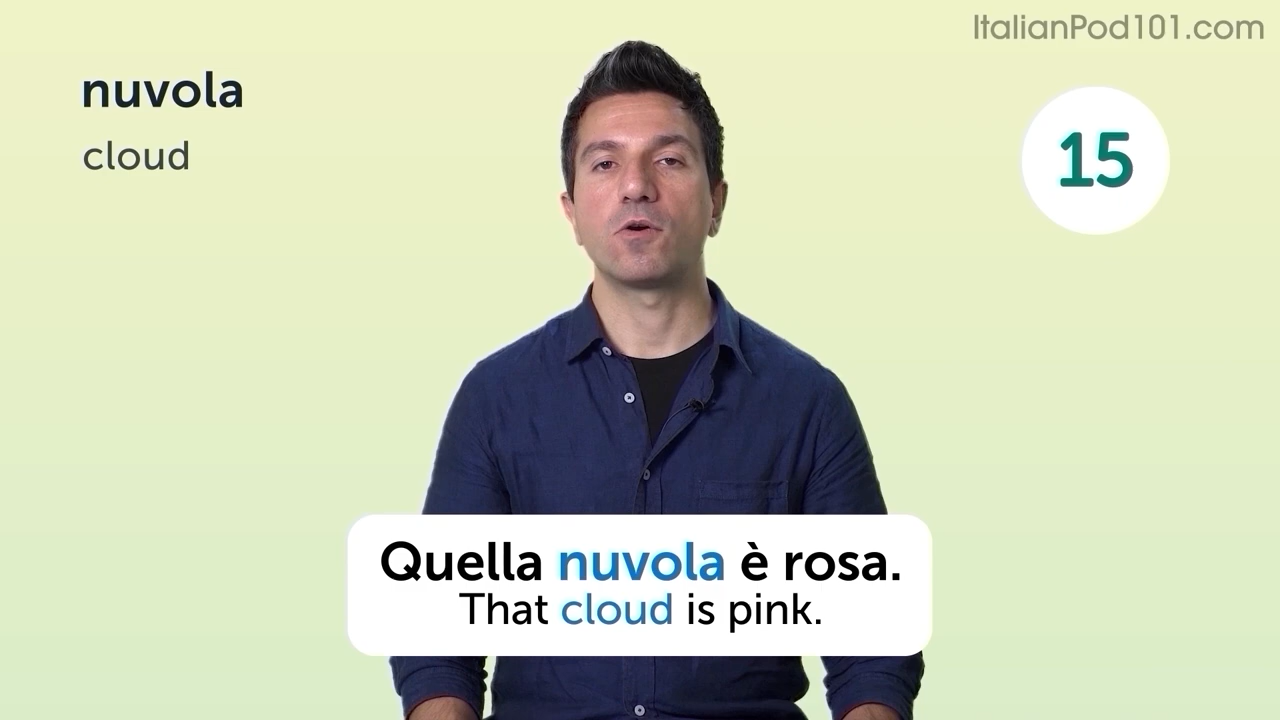 ItalianPod101.com
nuvola
cloud
15
Quella nuvola è rosa.
That cloud is pink.